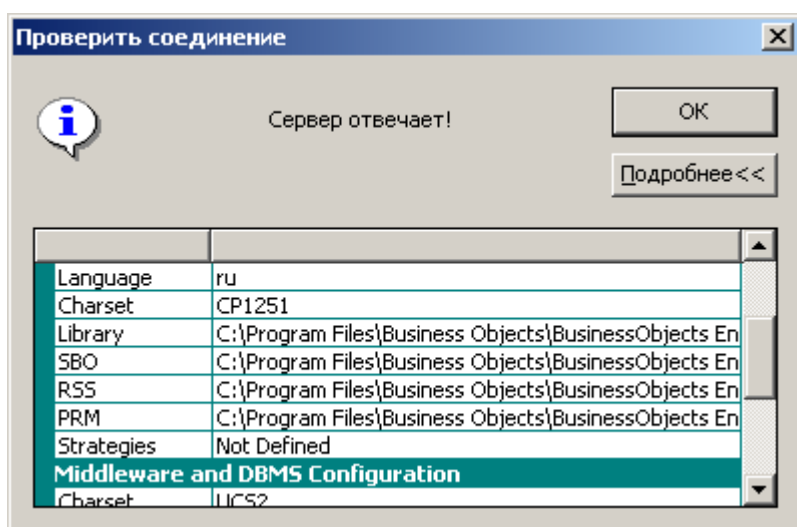 Проверить соединение
Сервер отвечает!
OK
Подробнее<<
Language ru
Charset CP1251
Library C:\Program Files\Business Objects\BusinessObjects En
SBO C:\Program Files\Business Objects\BusinessObjects En
RSS C:\Program Files\Business Objects\BusinessObjects En
PRM C:\Program Files\Business Objects\BusinessObjects En
Strategies Not Defined
Middleware and DBMS Configuration
Charset UCS2